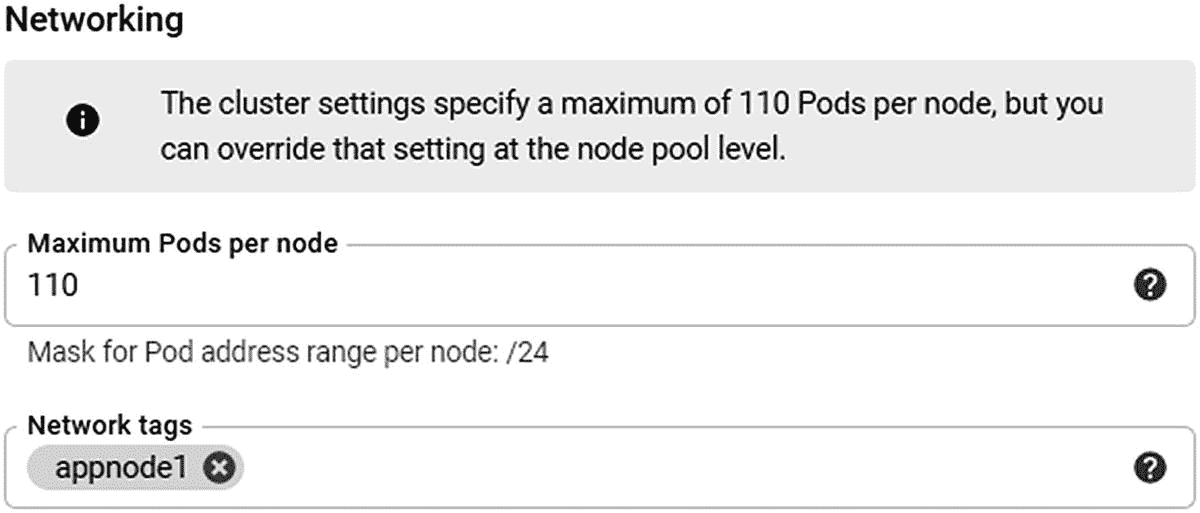 Networking
The cluster settings specify a maximum of 110 Pods per node, but you
can override that setting at the node pool level.
Maximum Pods per node
110
Mask for Pod address range per node: /24
Network tags
appnode1